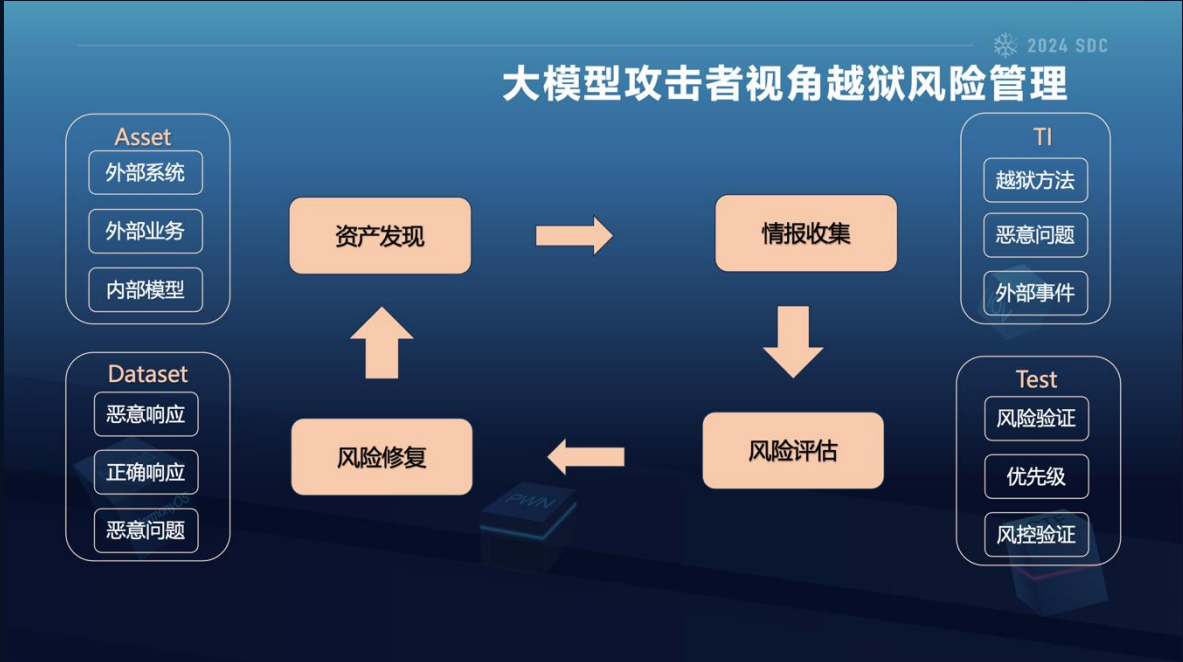 2024 SDC
大模型攻击者视角越狱风险管理
Asset
外部系统
外部业务
内部模型
资产发现
情报收集
TI
越狱方法
恶意问题
外部事件
Dataset
恶意响应
正确响应
恶意问题
风险修复
风险评估
Test
风险验证
优先级
风控验证
PWN